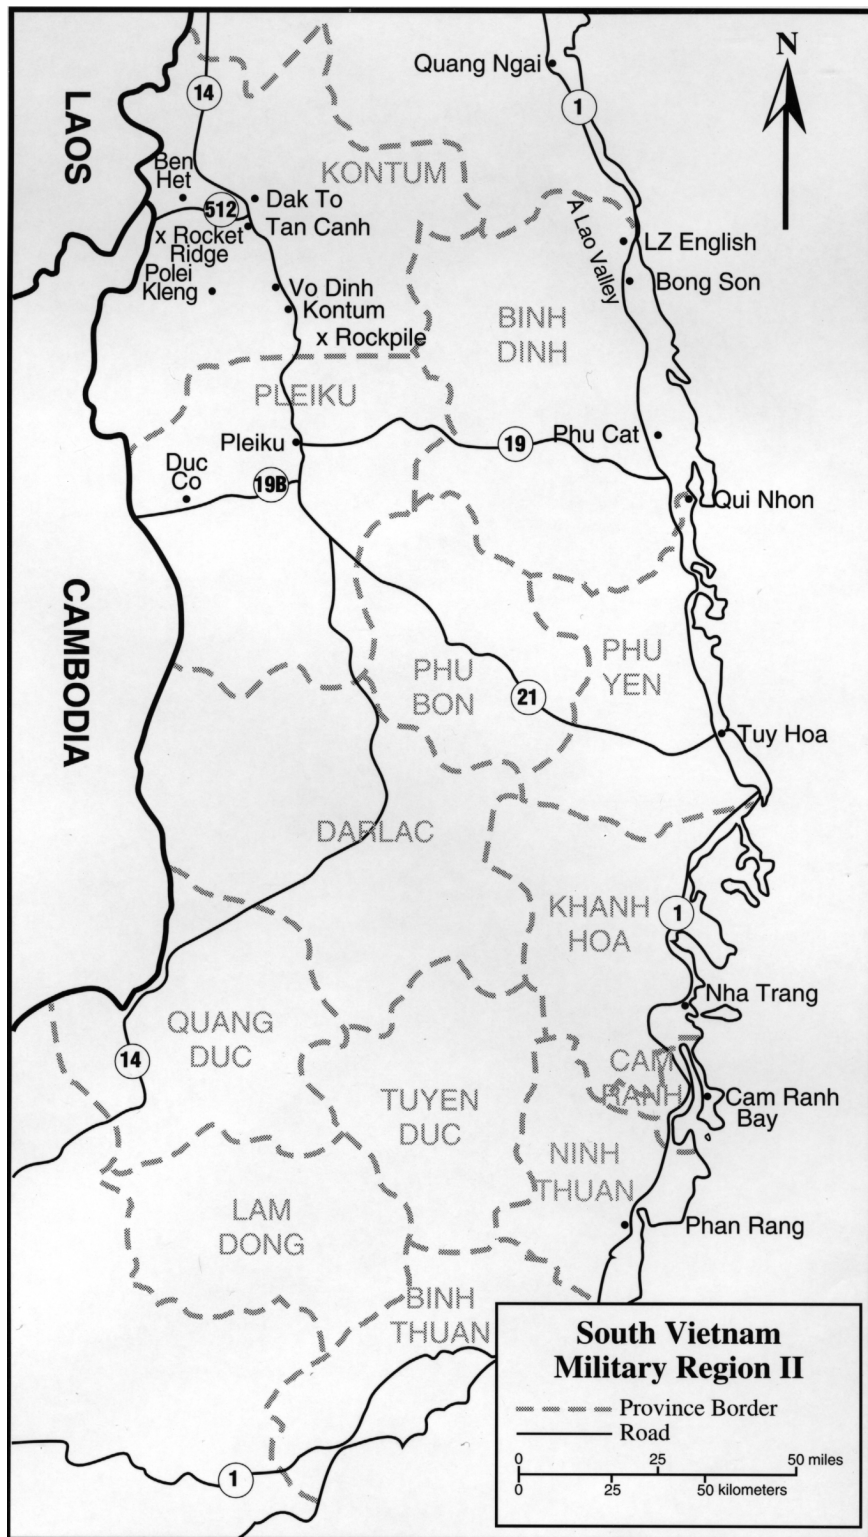 N
Quang Ngai
14
1
LAOS
KONTUM
Ben
Het
512
Dak To
Tan Canh
x Rocket
Ridge
A Lao Valley
LZ English
Polei
Kleng
Vo Dinh
Bong Son
Kontum
x Rockpile
BINH
DINH
PLEIKU
Pleiku
19
Phu Cat
Duc
Co
19B
Qui Nhon
CAMBODIA
PHU
BON
PHU
YEN
21
Tuy Hoa
DARLAC
KHANH
HOA
1
Nha Trang
QUANG
DUC
14
CAM
RANH
TUYEN
DUC
Cam Ranh
Bay
NINH
THUAN
LAM
DONG
Phan Rang
BINH
THUAN
1
South Vietnam
Military Region II
Province Border
Road
0 25 50 miles
0 25 50 kilometers